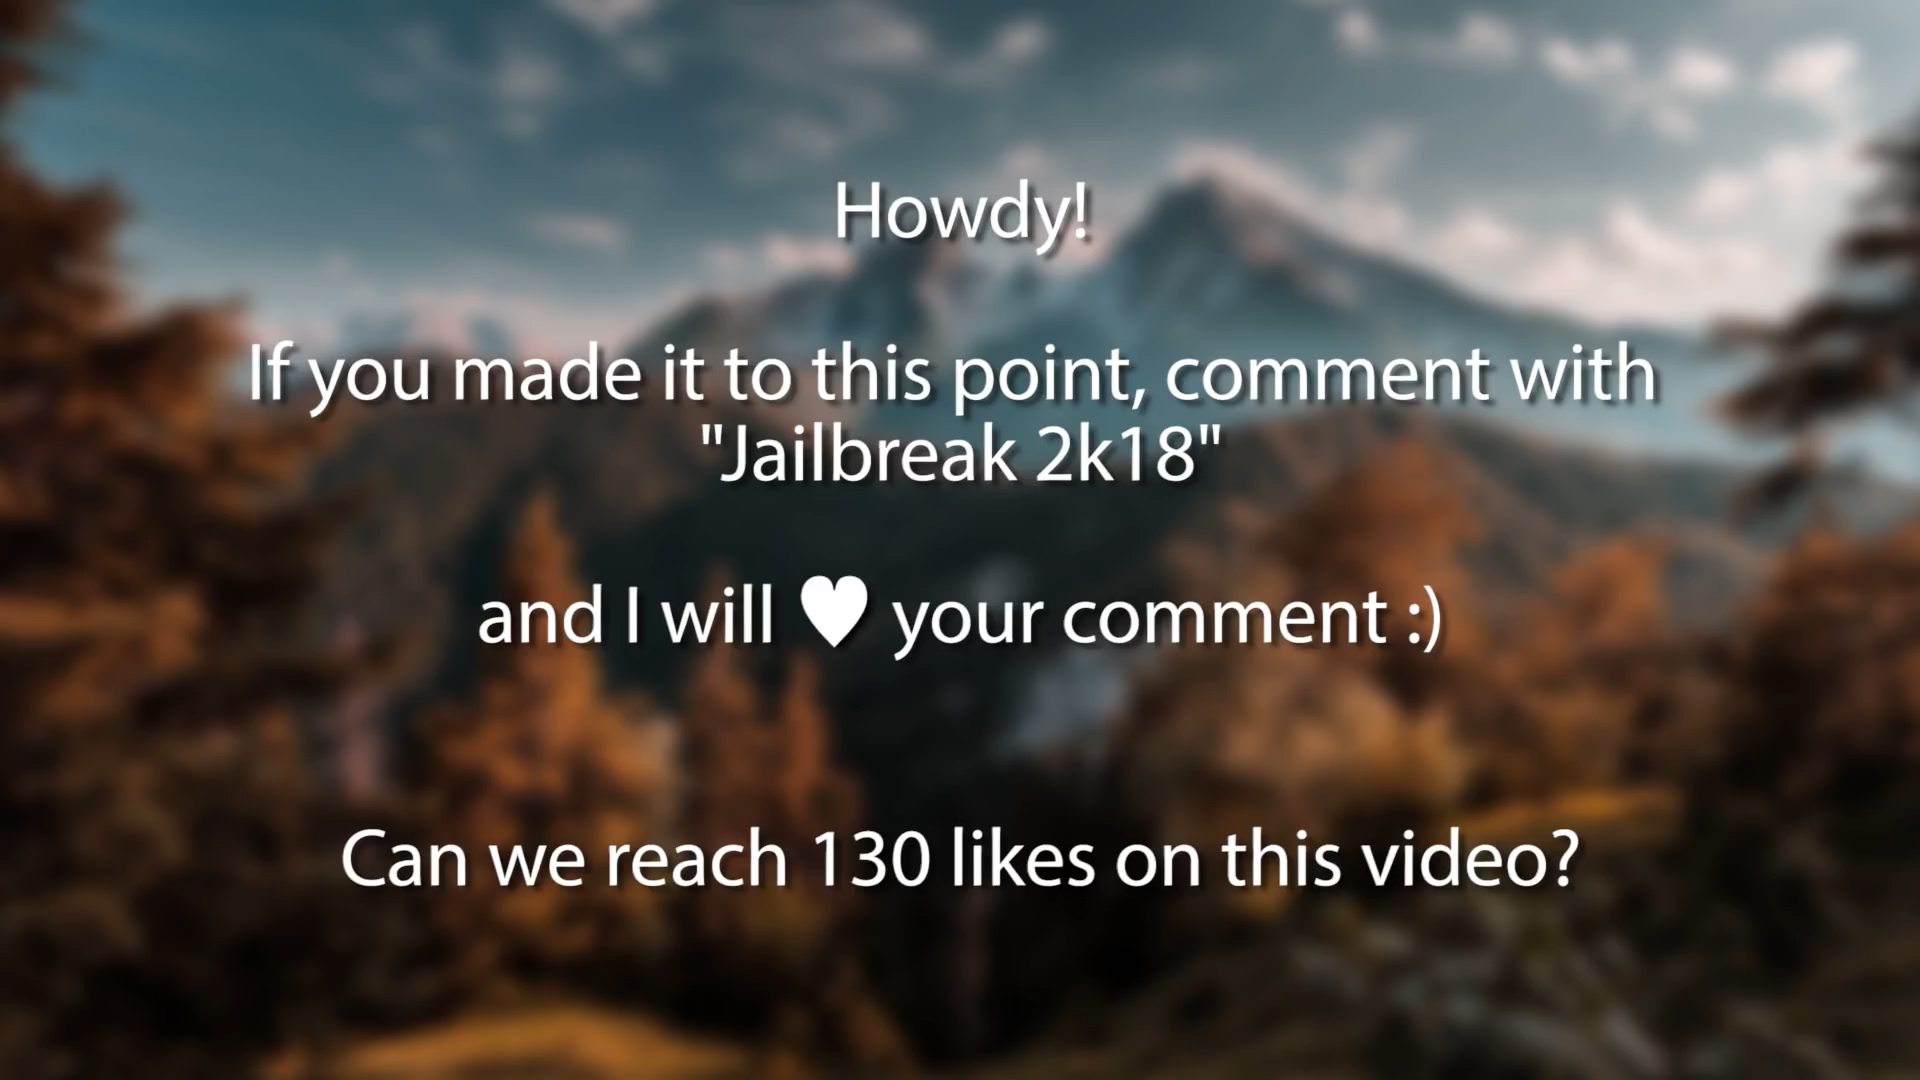 Howdy!
If you made it to this point, comment with
"Jailbreak 2k18"
and I will ♥ your comment :)
Can we reach 130 likes on this video?